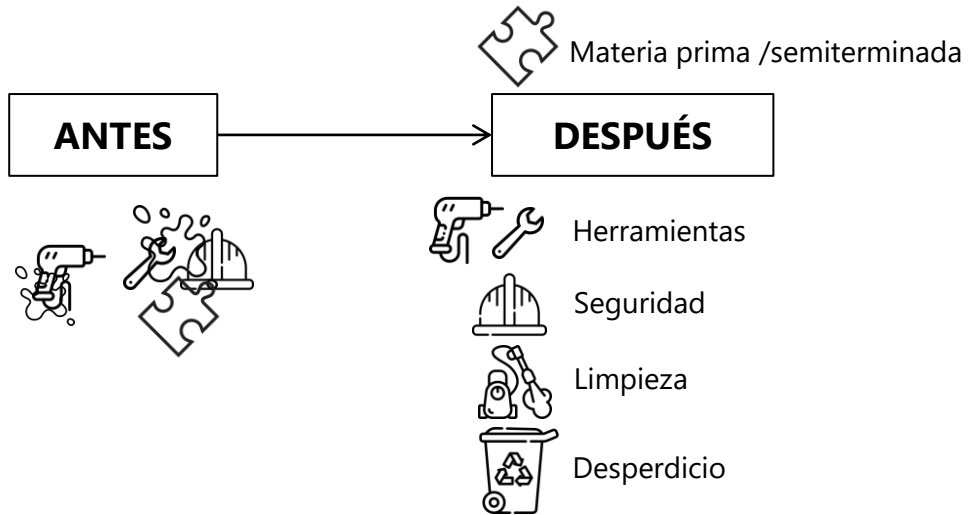 Materia prima /semiterminada
ANTES
DESPUÉS
Herramientas
Seguridad
Limpieza
Desperdicio